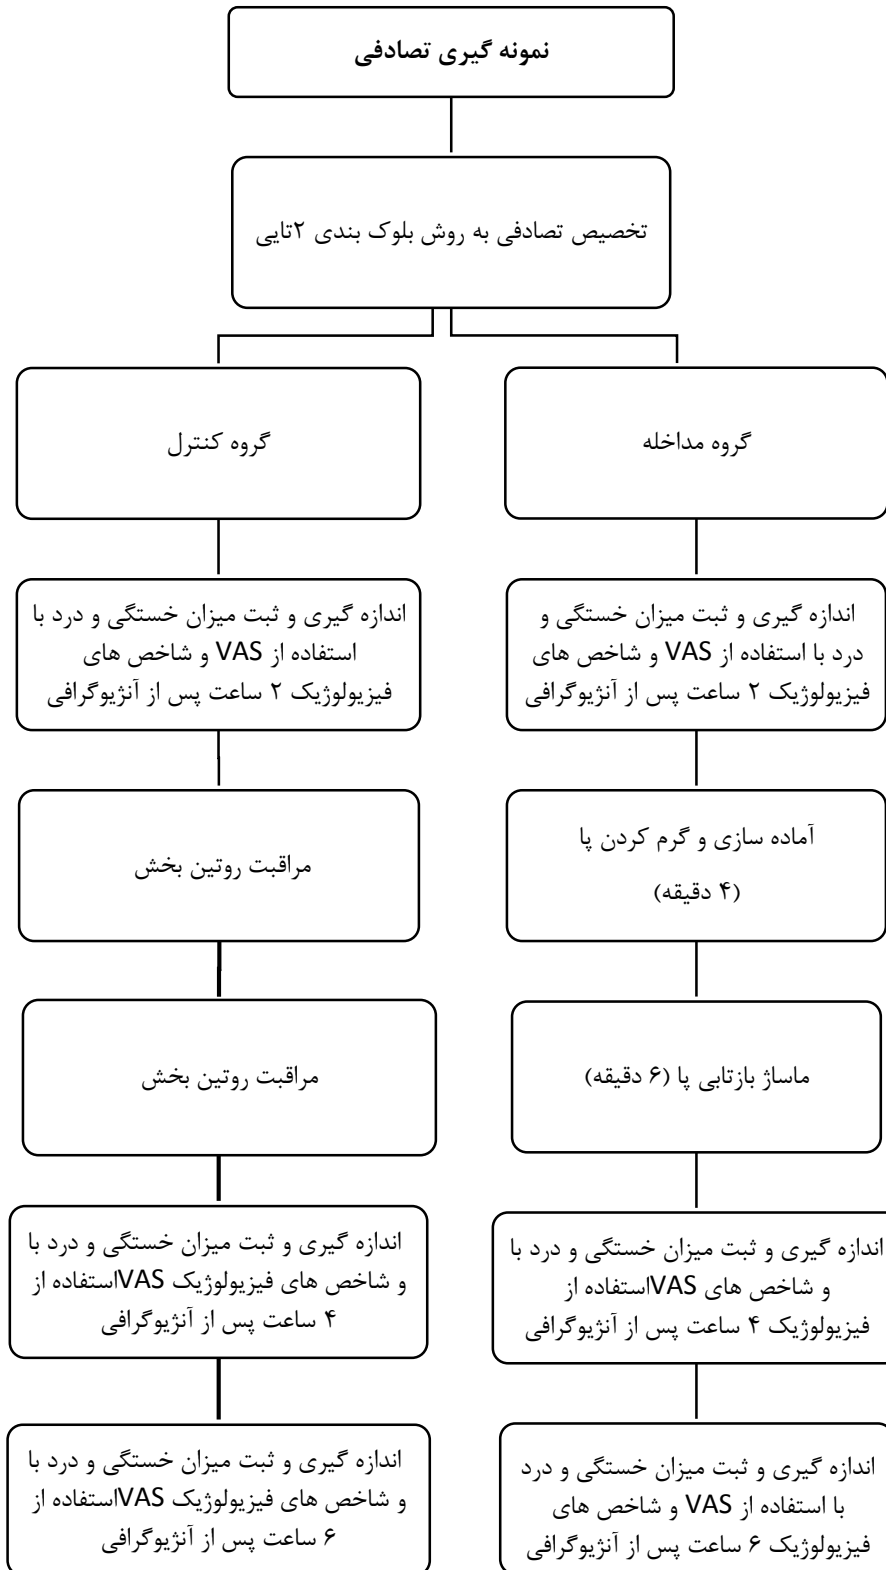 نمونه گیری تصادفی
تخصیص تصادفی به روش بلوک بندی ۲تایی
گروه مداخله
گروه کنترل
اندازه گیری و ثبت میزان خستگی و
درد با استفاده از VAS و شاخص های
فیزیولوژیک ۲ ساعت پس از آنژیوگرافی
اندازه گیری و ثبت میزان خستگی و درد با
استفاده از VAS و شاخص های
فیزیولوژیک ۲ ساعت پس از آنژیوگرافی
آماده سازی و گرم کردن پا
(۴ دقیقه)
مراقبت روتین بخش
ماساژ بازتابی پا (۶ دقیقه)
مراقبت روتین بخش
اندازه گیری و ثبت میزان خستگی و درد با
و شاخص های VASاستفاده از
فیزیولوژیک ۴ ساعت پس از آنژیوگرافی
اندازه گیری و ثبت میزان خستگی و درد با
و شاخص های فیزیولوژیک VASاستفاده از
۴ ساعت پس از آنژیوگرافی
اندازه گیری و ثبت میزان خستگی و درد
با استفاده از VAS و شاخص های
فیزیولوژیک ۶ ساعت پس از آنژیوگرافی
اندازه گیری و ثبت میزان خستگی و درد با
و شاخص های فیزیولوژیک VASاستفاده از
۶ ساعت پس از آنژیوگرافی